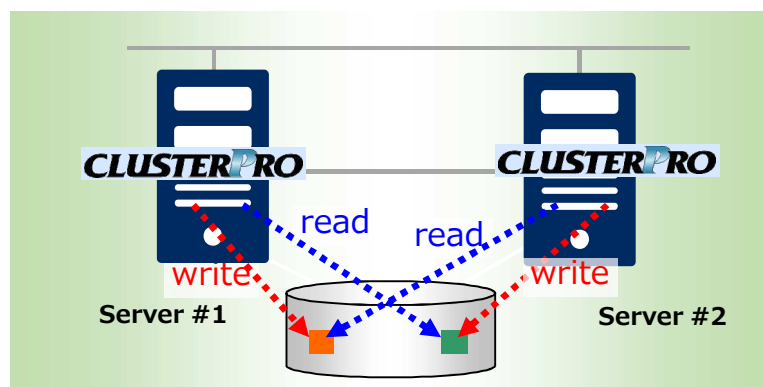 CLUSTERPRO
CLUSTERPRO
read
read
write
write
Server #1
Server #2